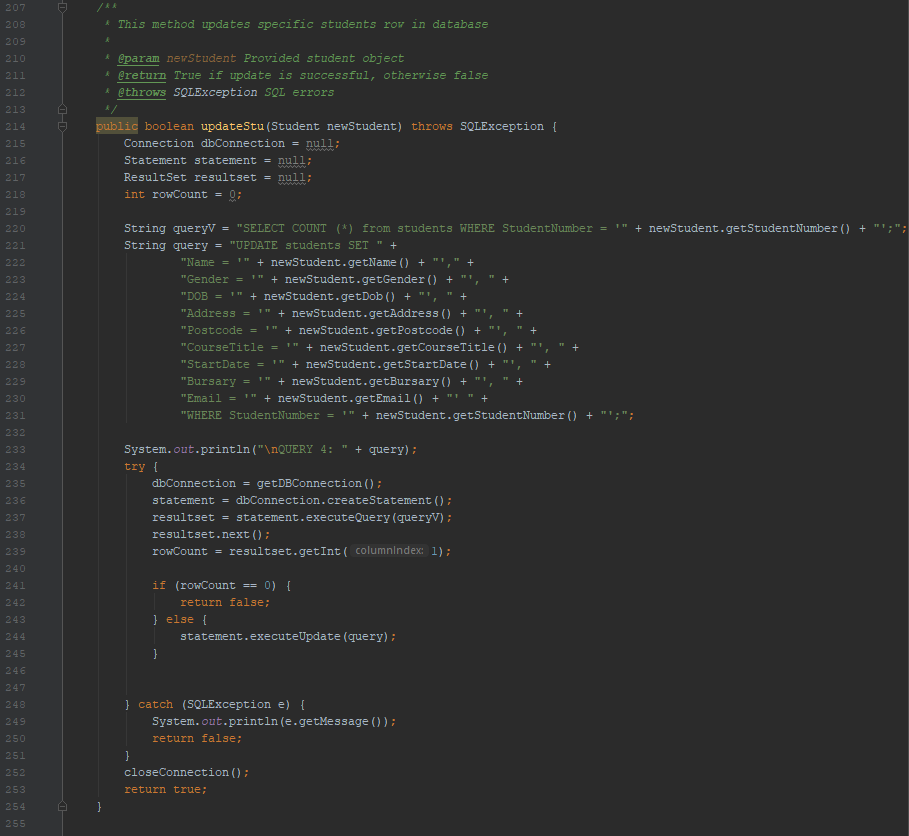 207 /**
208 * This method updates specific students row in database
209 *
210 * @param newStudent Provided student object
211 * @return True if update is successful, otherwise false
212 * @throws SQLException SQL errors
213 */
214 public boolean updateStu(Student newStudent) throws SQLException {
215 Connection dbConnection = null;
216 Statement statement = null;
217 ResultSet resultset = null;
218 int rowCount = 0;
219
220 String queryV = "SELECT COUNT (*) from students WHERE StudentNumber = '" + newStudent.getStudentNumber() + "';";
221 String query = "UPDATE students SET " +
222 "Name = '" + newStudent.getName() + "'," +
223 "Gender = '" + newStudent.getGender() + "', " +
224 "DOB = '" + newStudent.getDob() + "', " +
225 "Address = '" + newStudent.getAddress() + "', " +
226 "Postcode = '" + newStudent.getPostcode() + "', " +
227 "CourseTitle = '" + newStudent.getCourseTitle() + "', " +
228 "StartDate = '" + newStudent.getStartDate() + "', " +
229 "Bursary = '" + newStudent.getBursary() + "', " +
230 "Email = '" + newStudent.getEmail() + "' " +
231 "WHERE StudentNumber = '" + newStudent.getStudentNumber() + "';";
232
233 System.out.println("\nQUERY 4: " + query);
234 try {
235 dbConnection = getDBConnection();
236 statement = dbConnection.createStatement();
237 resultset = statement.executeQuery(queryV);
238 resultset.next();
239 rowCount = resultset.getInt( columnIndex: 1);
240
241 if (rowCount == 0) {
242 return false;
243 } else {
244 statement.executeUpdate(query);
245 }
246
247
248 } catch (SQLException e) {
249 System.out.println(e.getMessage());
250 return false;
251 }
252 closeConnection();
253 return true;
254 }
255